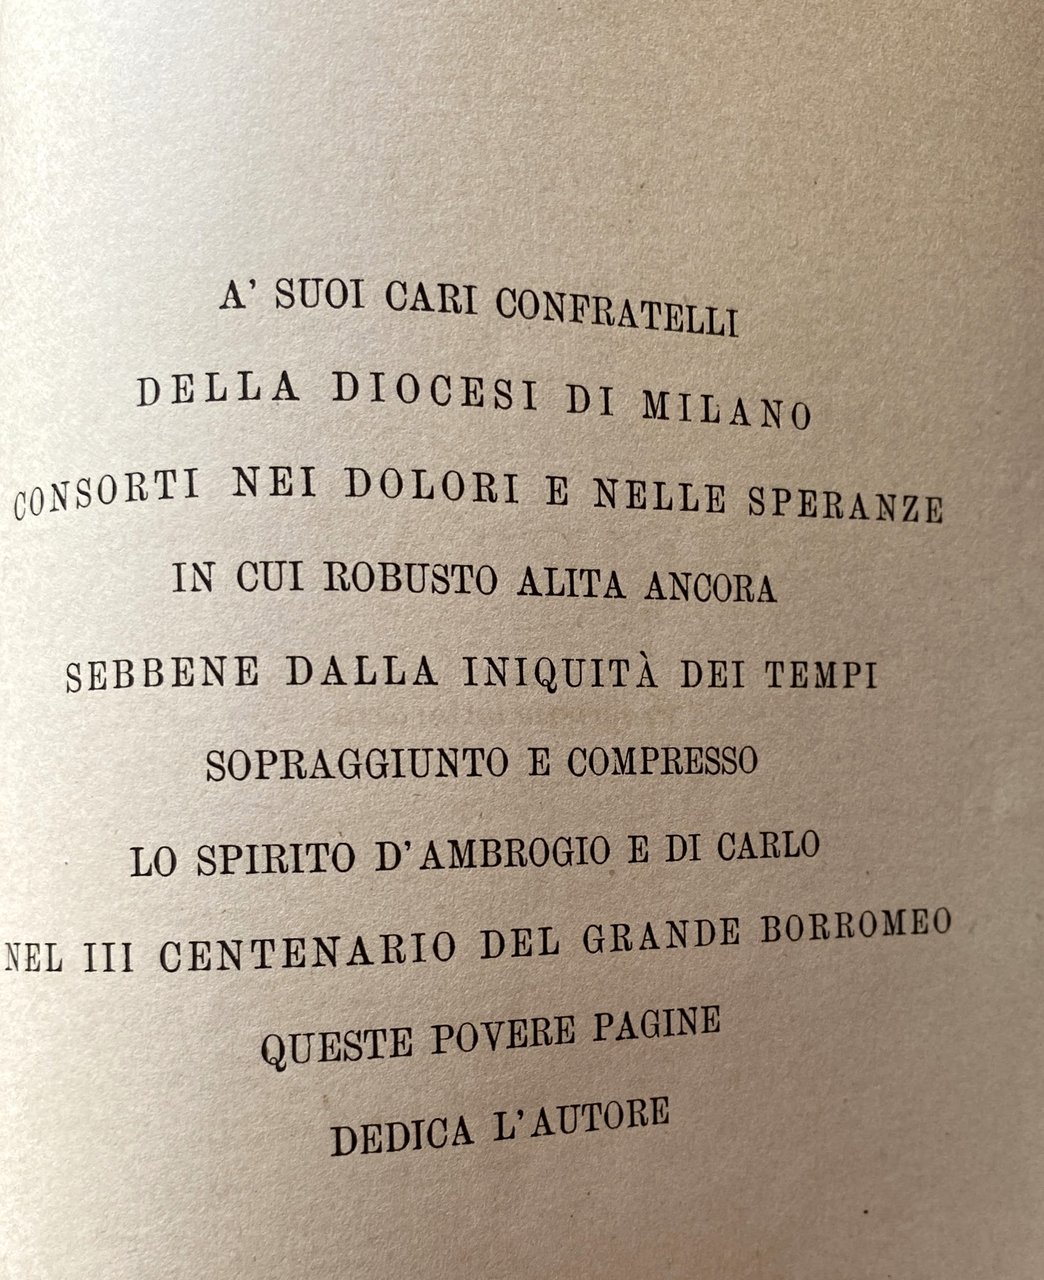 A' SUOI CARI CONFRATELLI
DELLA DIOCESI DI MILANO
CONSORTI NEI DOLORI E NELLE SPERANZE
IN CUI ROBUSTO ALITA ANCORA
SEBBENE DALLA INIQUITÀ DEI TEMPI
SOPRAGGIUNTO E COMPRESSO
LO SPIRITO D'AMBROGIO E DI CARLO
NEL III CENTENARIO DEL GRANDE BORROMEO
QUESTE POVERE PAGINE
DEDICA L'AUTORE